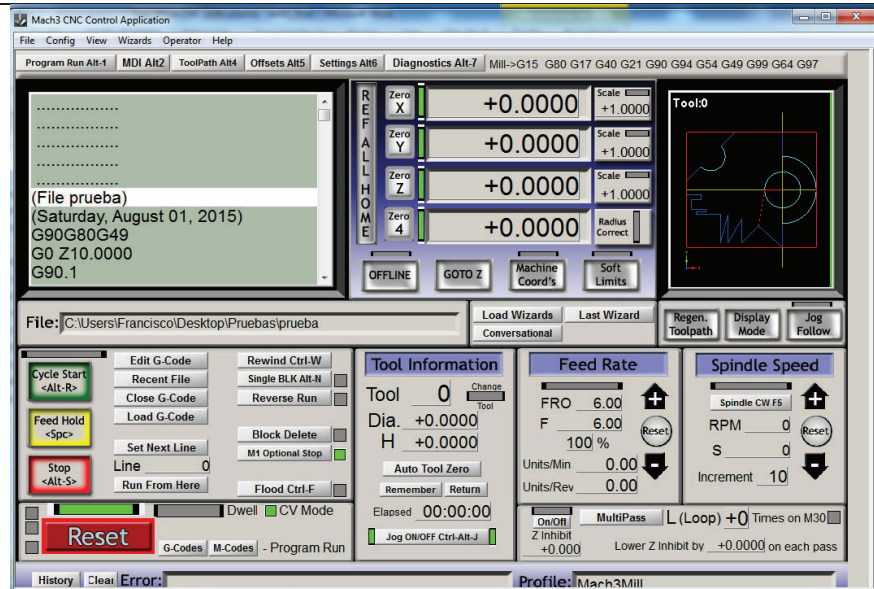 Mach3 CNC Control Application
File Config View Wizards Operator Help
Program Run Alt-1 MDI Alt2 ToolPath Alt4 Offsets Alt5 Settings Alt6 Diagnostics Alt-7 Mill->G15 G80 G17 G40 G21 G90 G94 G54 G49 G99 G64 G97
.................
.................
.................
.................
(File prueba)
(Saturday, August 01, 2015)
G90G80G49
G0 Z10.0000
G90.1
REF ALL HOME
Zero X +0.0000 Scale +1.0000
Zero Y +0.0000 Scale +1.0000
Zero Z +0.0000 Scale +1.0000
Zero 4 +0.0000 Radius Correct
OFFLINE GOTO Z Machine Coord's Soft Limits
Tool:0
File: C:\Users\Francisco\Desktop\Pruebas\prueba
Load Wizards Last Wizard
Conversational
Regen. Toolpath Display Mode Jog Follow
Cycle Start <Alt-R>
Feed Hold <Spc>
Stop <Alt-S>
Edit G-Code Rewind Ctrl-W
Recent File Single BLK Alt-N
Close G-Code Reverse Run
Load G-Code
Block Delete
Set Next Line M1 Optional Stop
Line 0
Run From Here Flood Ctrl-F
Dwell CV Mode
Reset
G-Codes M-Codes - Program Run
Tool Information
Tool 0 Change Tool
Dia. +0.0000
H +0.0000
Auto Tool Zero
Remember Return
Elapsed 00:00:00
Jog ON/OFF Ctrl-Alt-J
Feed Rate
FRO 6.00
F 6.00
100 %
Reset
Units/Min 0.00
Units/Rev 0.00
Spindle Speed
Spindle CW F5
RPM 0
Reset
S 0
Increment 10
On/Off MultiPass L (Loop) +0 Times on M30
Z Inhibit
+0.000 Lower Z Inhibit by +0.0000 on each pass
History Clear Error:
Profile: Mach3Mill